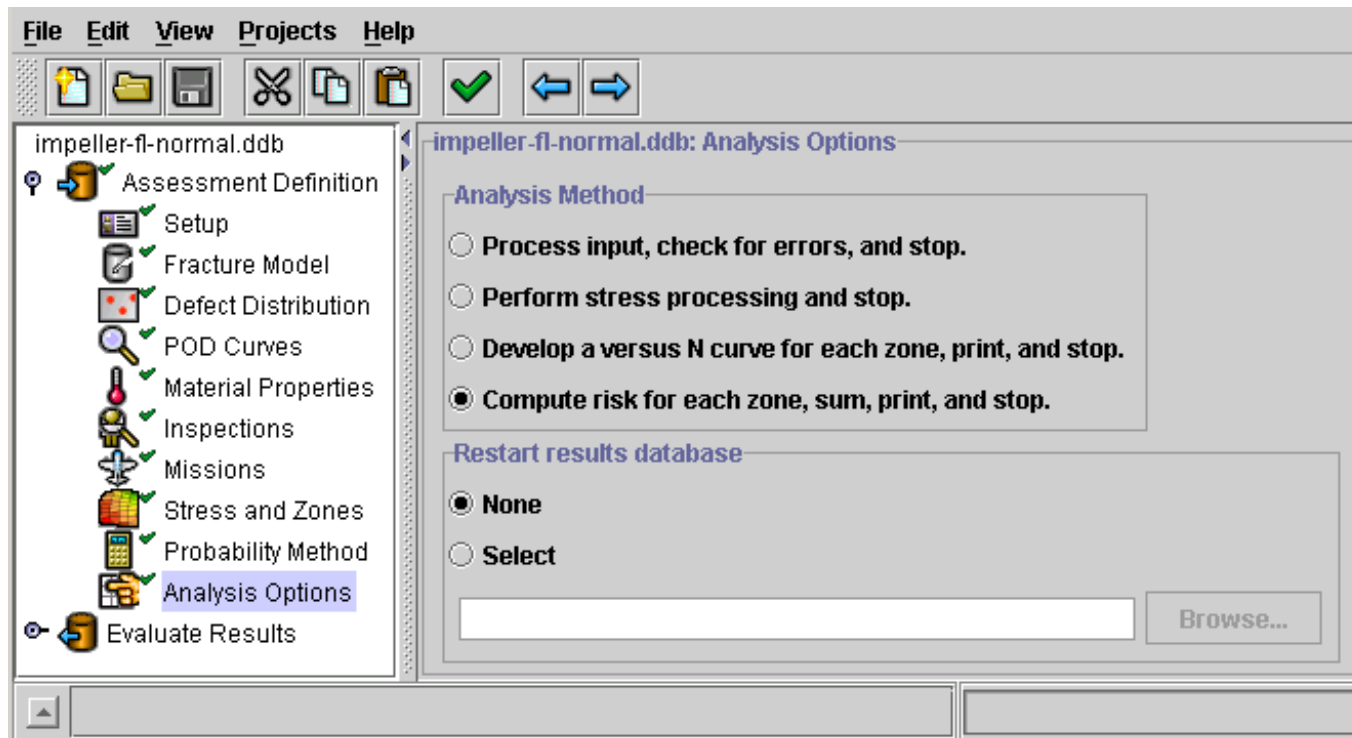 File Edit View Projects Help
impeller-fl-normal.ddb
Assessment Definition
Setup
Fracture Model
Defect Distribution
POD Curves
Material Properties
Inspections
Missions
Stress and Zones
Probability Method
Analysis Options
Evaluate Results
impeller-fl-normal.ddb: Analysis Options
Analysis Method
Process input, check for errors, and stop.
Perform stress processing and stop.
Develop a versus N curve for each zone, print, and stop.
Compute risk for each zone, sum, print, and stop.
Restart results database
None
Select
Browse...